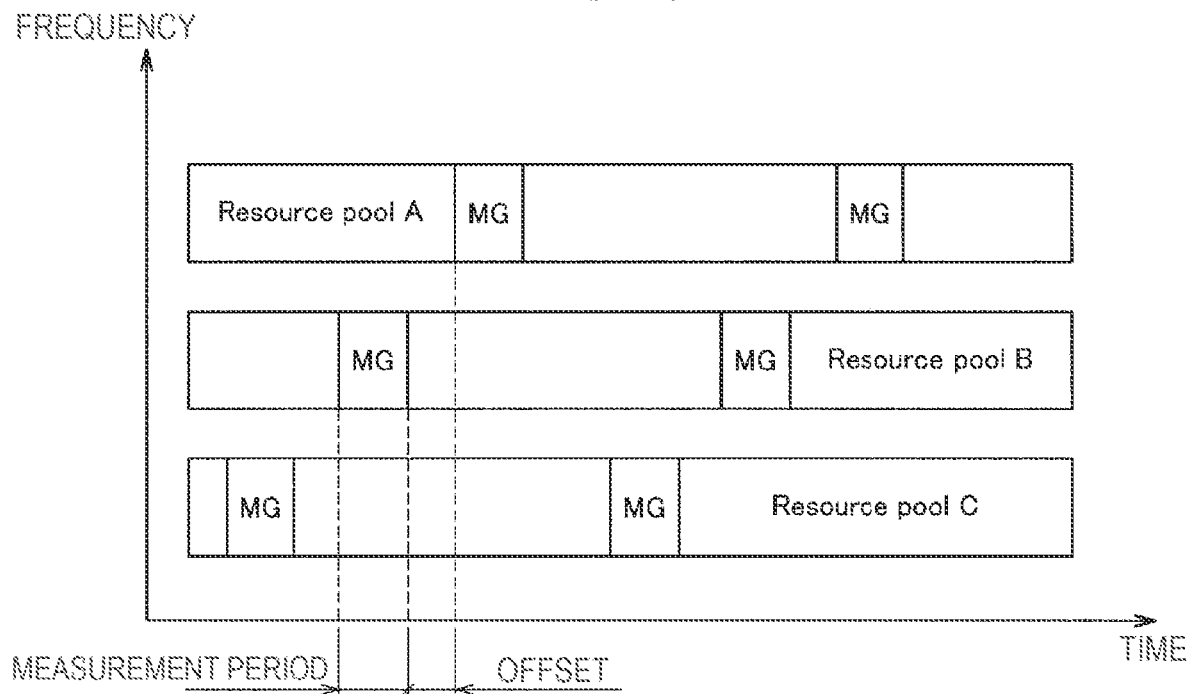 FREQUENCY
Resource pool A MG MG
MG MG Resource pool B
MG MG Resource pool C
TIME
MEASUREMENT PERIOD OFFSET